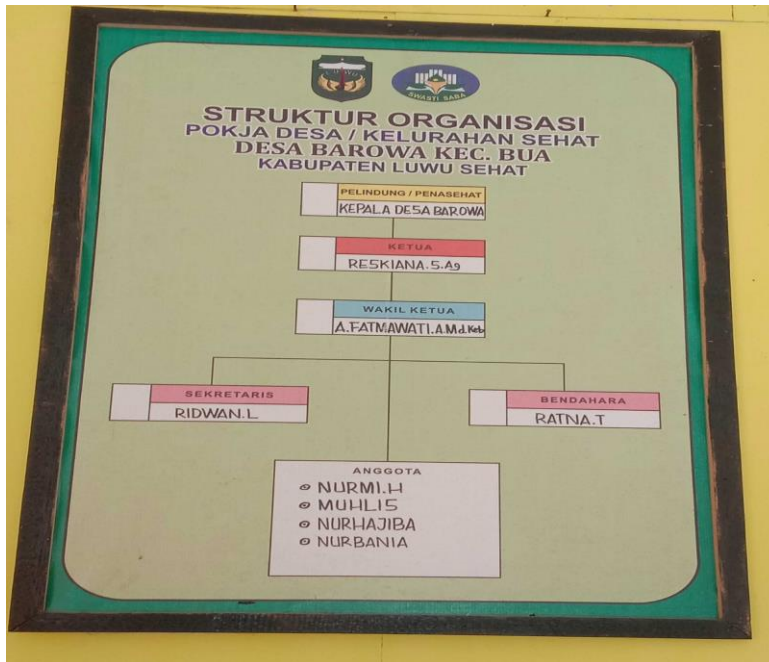 SWASTI SABA
STRUKTUR ORGANISASI
POKJA DESA / KELURAHAN SEHAT
DESA BAROWA KEC. BUA
KABUPATEN LUWU SEHAT
PELINDUNG / PENASEHAT
KEPALA DESA BAROWA
KETUA
RESKIANA.S.Ag
WAKIL KETUA
A.FATMAWATI.A.Md.Keb
SEKRETARIS
RIDWAN.L
BENDAHARA
RATNA.T
ANGGOTA
NURMI.H
MUHLIS
NURHAJIBA
NURBANIA